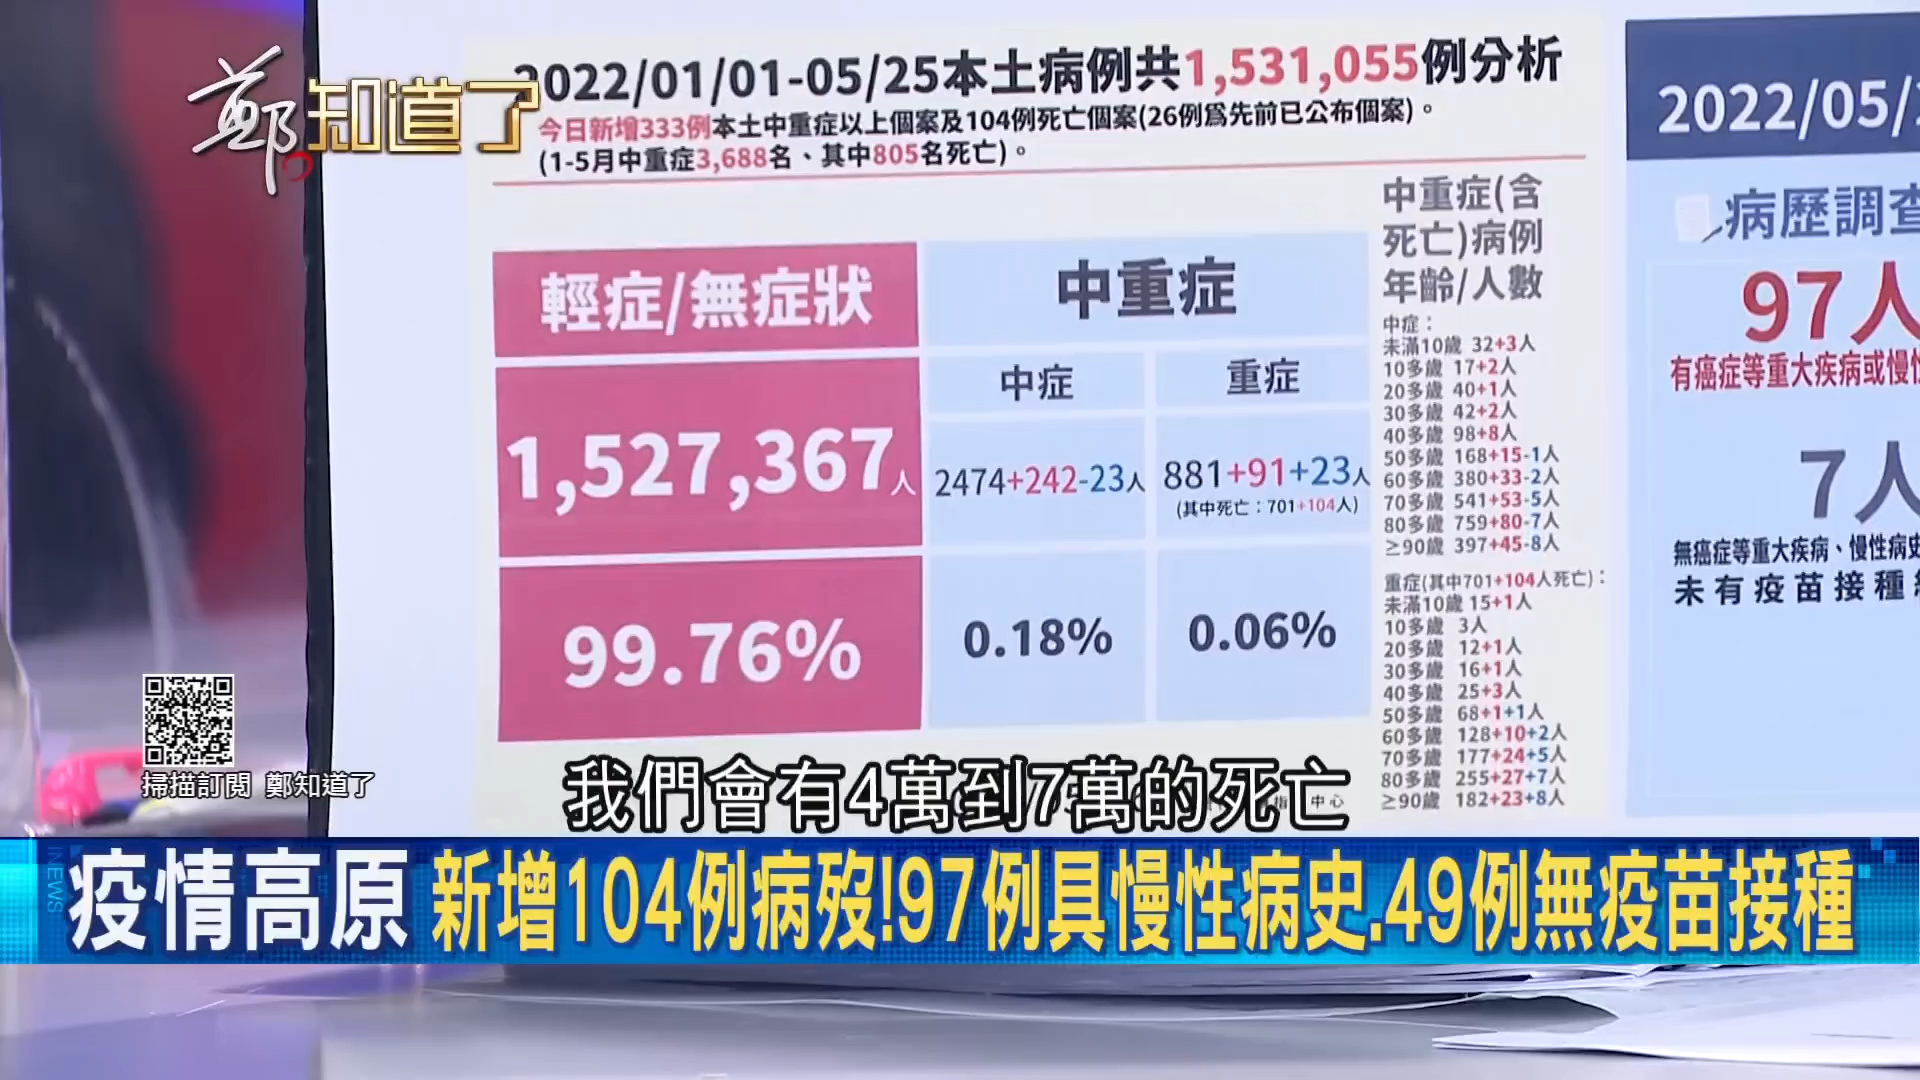 鄭知道了
2022/01/01-05/25本土病例共1,531,055例分析
今日新增333例本土中重症以上個案及104例死亡個案(26例爲先前已公布個案)。
(1-5月中重症3,688名、其中805名死亡)。
輕症/無症狀
1,527,367人
99.76%
中重症
中症
重症
2474+242-23人
881+91+23人
(其中死亡：701+104人)
0.18%
0.06%
中重症(含
死亡)病例
年齡/人數
中症：
未滿10歲 32+3人
10多歲 17+2人
20多歲 40+1人
30多歲 42+2人
40多歲 98+8人
50多歲 168+15-1人
60多歲 380+33-2人
70多歲 541+53-5人
80多歲 759+80-7人
≥90歲 397+45-8人
重症(其中701+104人死亡)：
未滿10歲 15+1人
10多歲 3人
20多歲 12+1人
30多歲 16+1人
40多歲 25+3人
50多歲 68+1+1人
60多歲 128+10+2人
70多歲 177+24+5人
80多歲 255+27+7人
≥90歲 182+23+8人
2022/05/
病歷調查
97人
有癌症等重大疾病或慢性
7人
無癌症等重大疾病、慢性病史
未有疫苗接種
掃描訂閱 鄭知道了
我們會有4萬到7萬的死亡
中心
INEWS
疫情高原 新增104例病歿!97例具慢性病史.49例無疫苗接種